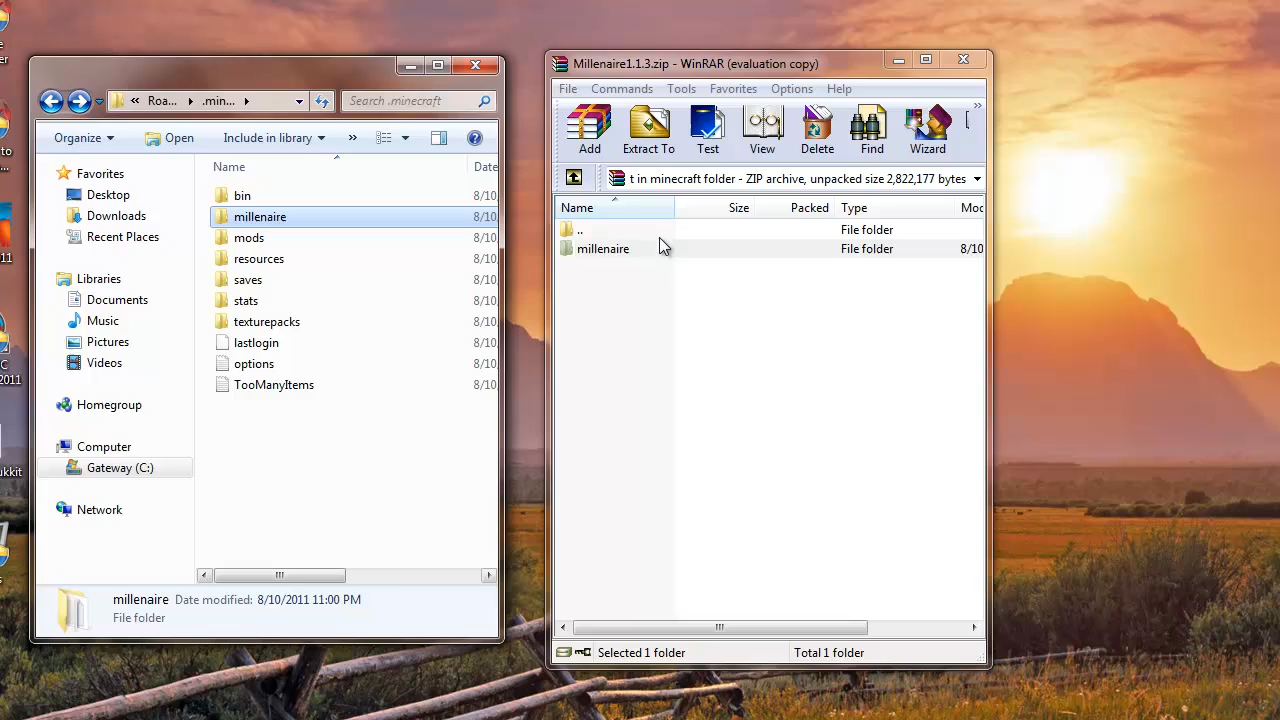 e
er
to
...
11
C
2011
kkit
s
Roa... .min...
Search .minecraft
Organize Open Include in library »
Name Date
Favorites
Desktop
Downloads
Recent Places
Libraries
Documents
Music
Pictures
Videos
Homegroup
Computer
Gateway (C:)
Network
bin 8/10,
millenaire 8/10,
mods 8/10,
resources 8/10,
saves 8/10,
stats 8/10,
texturepacks 8/10,
lastlogin 8/10,
options 8/10,
TooManyItems 8/10,
millenaire Date modified: 8/10/2011 11:00 PM
File folder
Millenaire1.1.3.zip - WinRAR (evaluation copy)
File Commands Tools Favorites Options Help
Add Extract To Test View Delete Find Wizard »
t in minecraft folder - ZIP archive, unpacked size 2,822,177 bytes
Name Size Packed Type Moc
.. File folder
millenaire File folder 8/10
Selected 1 folder Total 1 folder